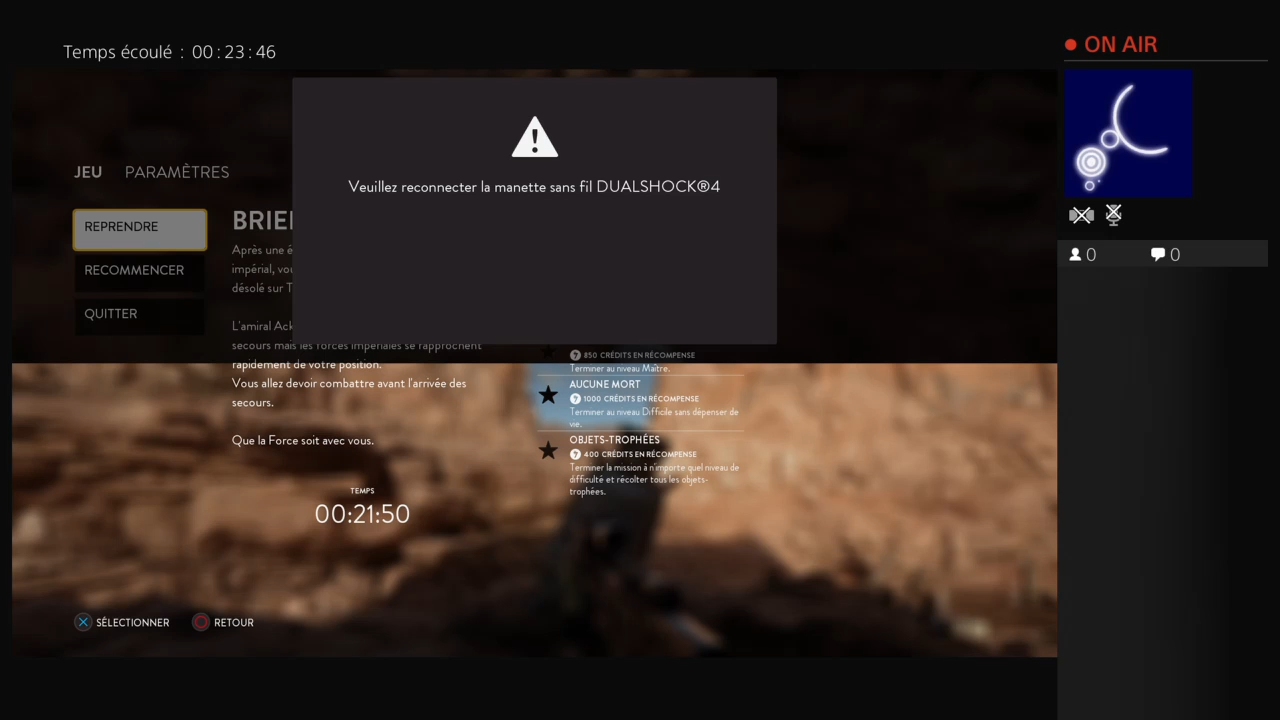 Temps écoulé : 00:23:46
ON AIR
Veuillez reconnecter la manette sans fil DUALSHOCK®4
JEU PARAMÈTRES
REPRENDRE
RECOMMENCER
QUITTER
Après une
impérial,
désolé sur
L'amiral
secours mais les forces impériales se rapprochent
rapidement de votre position.
Vous allez devoir combattre avant l'arrivée des
secours.
Que la Force soit avec vous.
TEMPS
00:21:50
850 CRÉDITS EN RÉCOMPENSE
Terminer au niveau Maître.
AUCUNE MORT
1000 CRÉDITS EN RÉCOMPENSE
Terminer au niveau Difficile sans dépenser de
vie.
OBJETS-TROPHÉES
400 CRÉDITS EN RÉCOMPENSE
Terminer la mission à n'importe quel niveau de
difficulté et récolter tous les objets-
trophées.
SÉLECTIONNER RETOUR
0 0